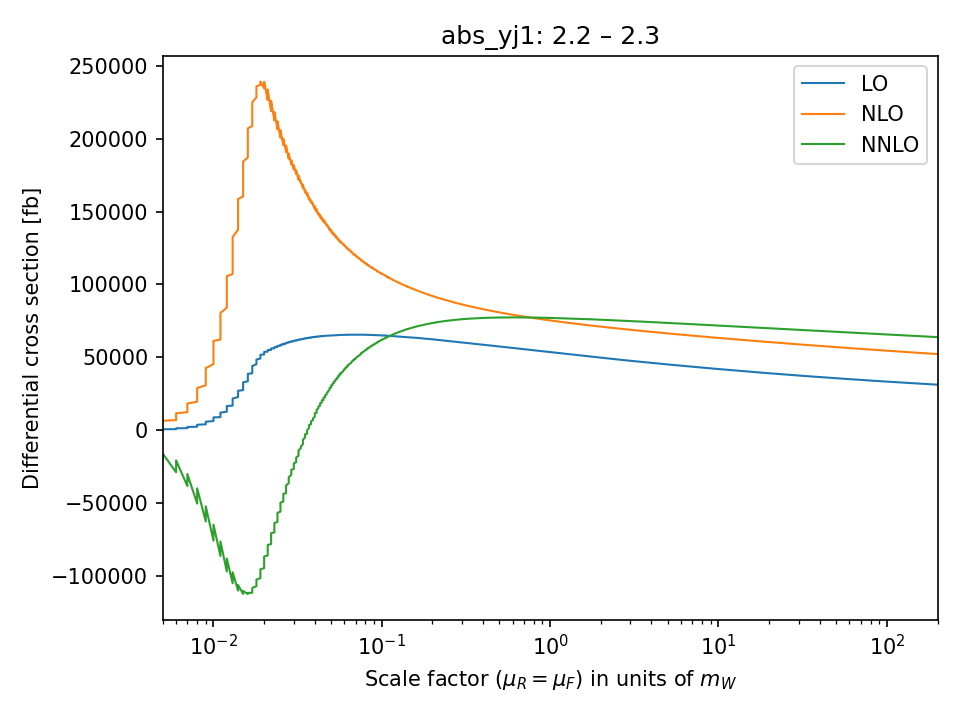 abs_yj1: 2.2 – 2.3
250000
200000
150000
100000
50000
0
−50000
−100000
Differential cross section [fb]
LO
NLO
NNLO
10⁻² 10⁻¹ 10⁰ 10¹ 10²
Scale factor (μ_R = μ_F) in units of m_W